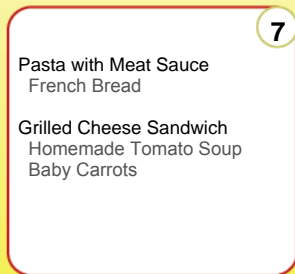 7
Pasta with Meat Sauce
French Bread
Grilled Cheese Sandwich
Homemade Tomato Soup
Baby Carrots